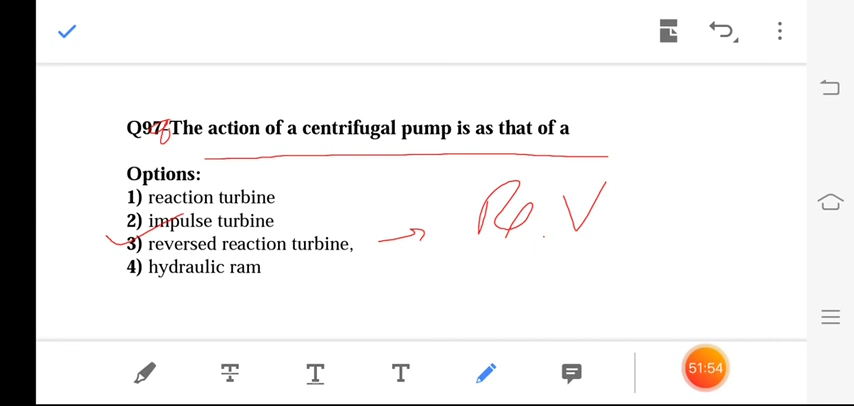 Q97-The action of a centrifugal pump is as that of a
Options:
1) reaction turbine
2) impulse turbine
3) reversed reaction turbine,
4) hydraulic ram
T T T
51:54